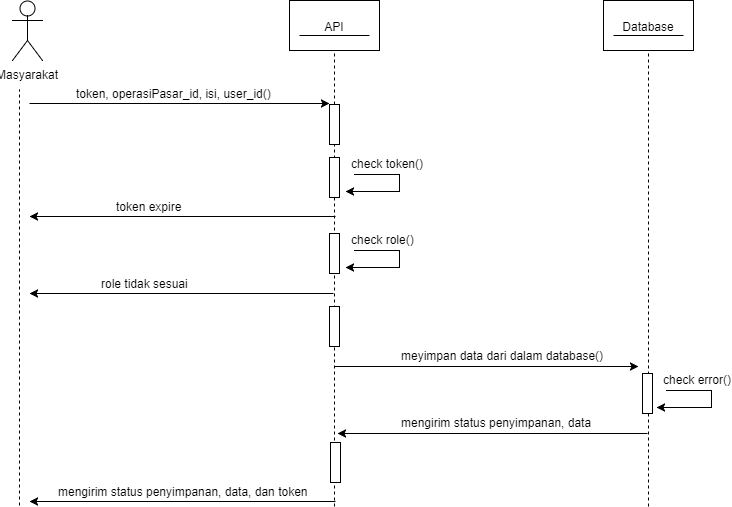 API
Database
Masyarakat
token, operasiPasar_id, isi, user_id()
check token()
token expire
check role()
role tidak sesuai
meyimpan data dari dalam database()
check error()
mengirim status penyimpanan, data
mengirim status penyimpanan, data, dan token